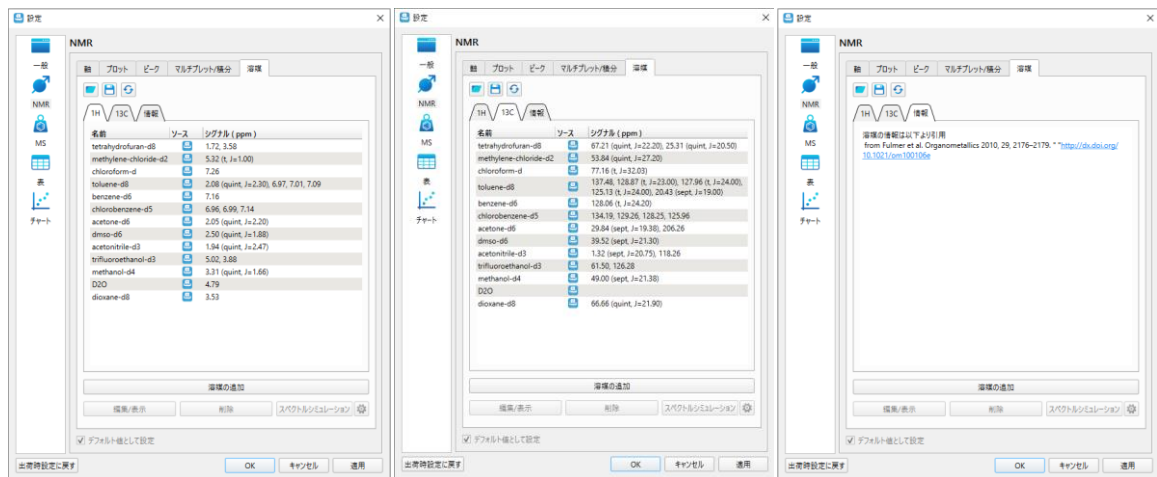 設定
NMR
一般
NMR
MS
表
チャート
軸 プロット ピーク マルチプレット/積分 溶媒
1H 13C 情報
名前 ソース シグナル ( ppm )
tetrahydrofuran-d8 1.72, 3.58
methylene-chloride-d2 5.32 (t, J=1.00)
chloroform-d 7.26
toluene-d8 2.08 (quint, J=2.30), 6.97, 7.01, 7.09
benzene-d6 7.16
chlorobenzene-d5 6.96, 6.99, 7.14
acetone-d6 2.05 (quint, J=2.20)
dmso-d6 2.50 (quint, J=1.88)
acetonitrile-d3 1.94 (quint, J=2.47)
trifluoroethanol-d3 5.02, 3.88
methanol-d4 3.31 (quint, J=1.66)
D2O 4.79
dioxane-d8 3.53
溶媒の追加
編集/表示 削除 スペクトルシミュレーション
デフォルト値として設定
出荷時設定に戻す OK キャンセル 適用
設定
NMR
一般
NMR
MS
表
チャート
軸 プロット ピーク マルチプレット/積分 溶媒
1H 13C 情報
名前 ソース シグナル ( ppm )
tetrahydrofuran-d8 67.21 (quint, J=22.20), 25.31 (quint, J=20.50)
methylene-chloride-d2 53.84 (quint, J=27.20)
chloroform-d 77.16 (t, J=32.03)
toluene-d8 137.48, 128.87 (t, J=23.00), 127.96 (t, J=24.00),
125.13 (t, J=24.00), 20.43 (sept, J=19.00)
benzene-d6 128.06 (t, J=24.20)
chlorobenzene-d5 134.19, 129.26, 128.25, 125.96
acetone-d6 29.84 (sept, J=19.38), 206.26
dmso-d6 39.52 (sept, J=21.30)
acetonitrile-d3 1.32 (sept, J=20.75), 118.26
trifluoroethanol-d3 61.50, 126.28
methanol-d4 49.00 (sept, J=21.38)
D2O
dioxane-d8 66.66 (quint, J=21.90)
溶媒の追加
編集/表示 削除 スペクトルシミュレーション
デフォルト値として設定
出荷時設定に戻す OK キャンセル 適用
設定
NMR
一般
NMR
MS
表
チャート
軸 プロット ピーク マルチプレット/積分 溶媒
1H 13C 情報
溶媒の情報は以下より引用
from Fulmer et al. Organometallics 2010, 29, 2176–2179. " "http://dx.doi.org/
10.1021/om100106e
溶媒の追加
編集/表示 削除 スペクトルシミュレーション
デフォルト値として設定
出荷時設定に戻す OK キャンセル 適用